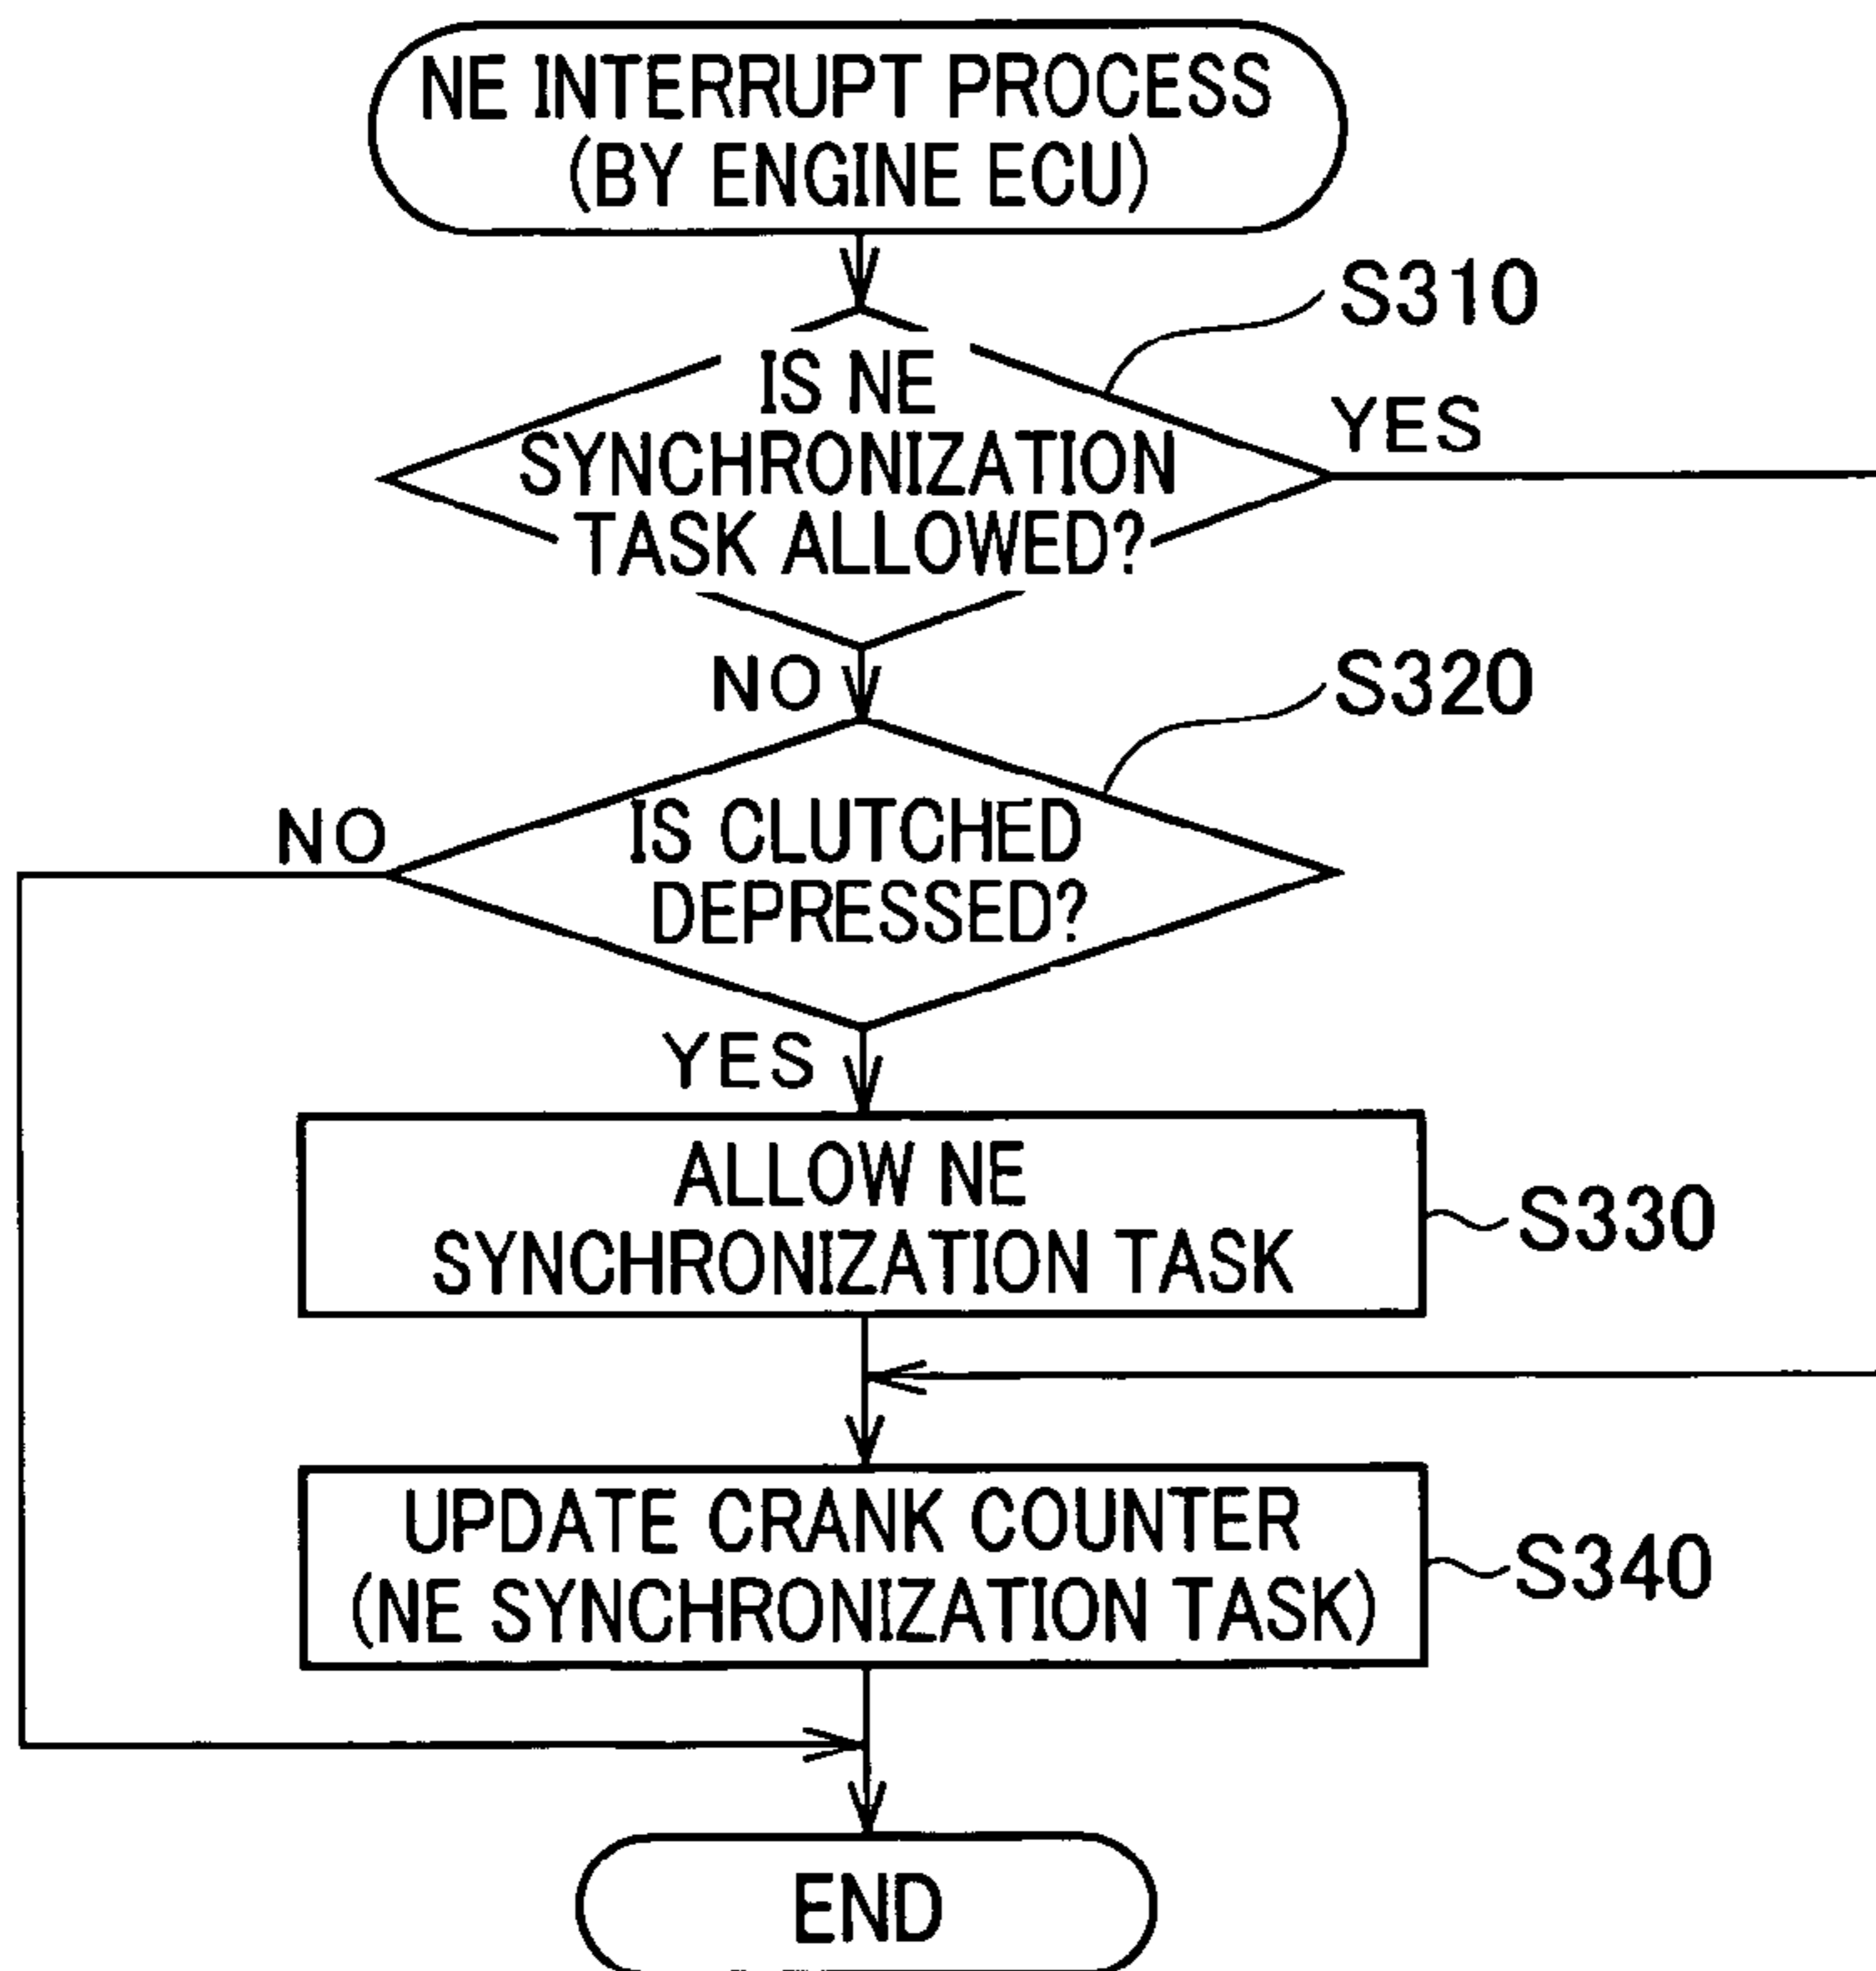 NE INTERRUPT PROCESS
(BY ENGINE ECU)
S310
IS NE
SYNCHRONIZATION
TASK ALLOWED?
YES
NO
S320
IS CLUTCHED
DEPRESSED?
NO
YES
ALLOW NE
SYNCHRONIZATION TASK
S330
UPDATE CRANK COUNTER
(NE SYNCHRONIZATION TASK)
S340
END